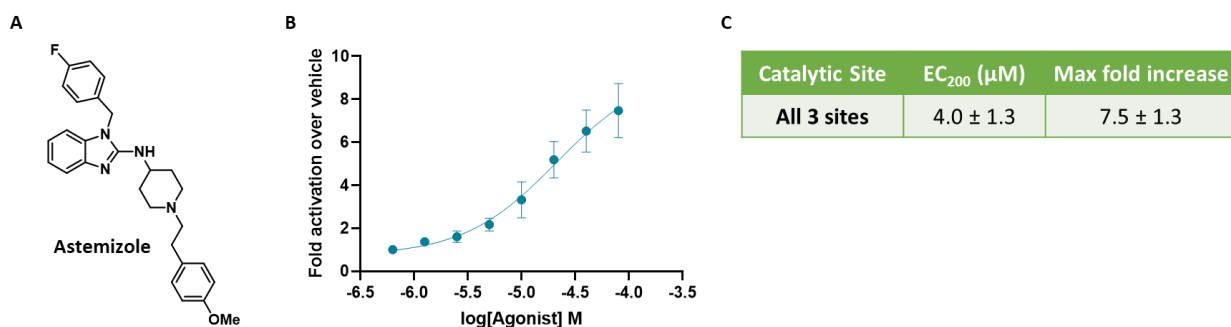 A
F
N
N
NH
N
Astemizole
OMe
B
Fold activation over vehicle
10
8
6
4
2
0
-6.5 -6.0 -5.5 -5.0 -4.5 -4.0 -3.5
log[Agonist] M
C
Catalytic Site EC₂₀₀ (µM) Max fold increase
All 3 sites 4.0 ± 1.3 7.5 ± 1.3